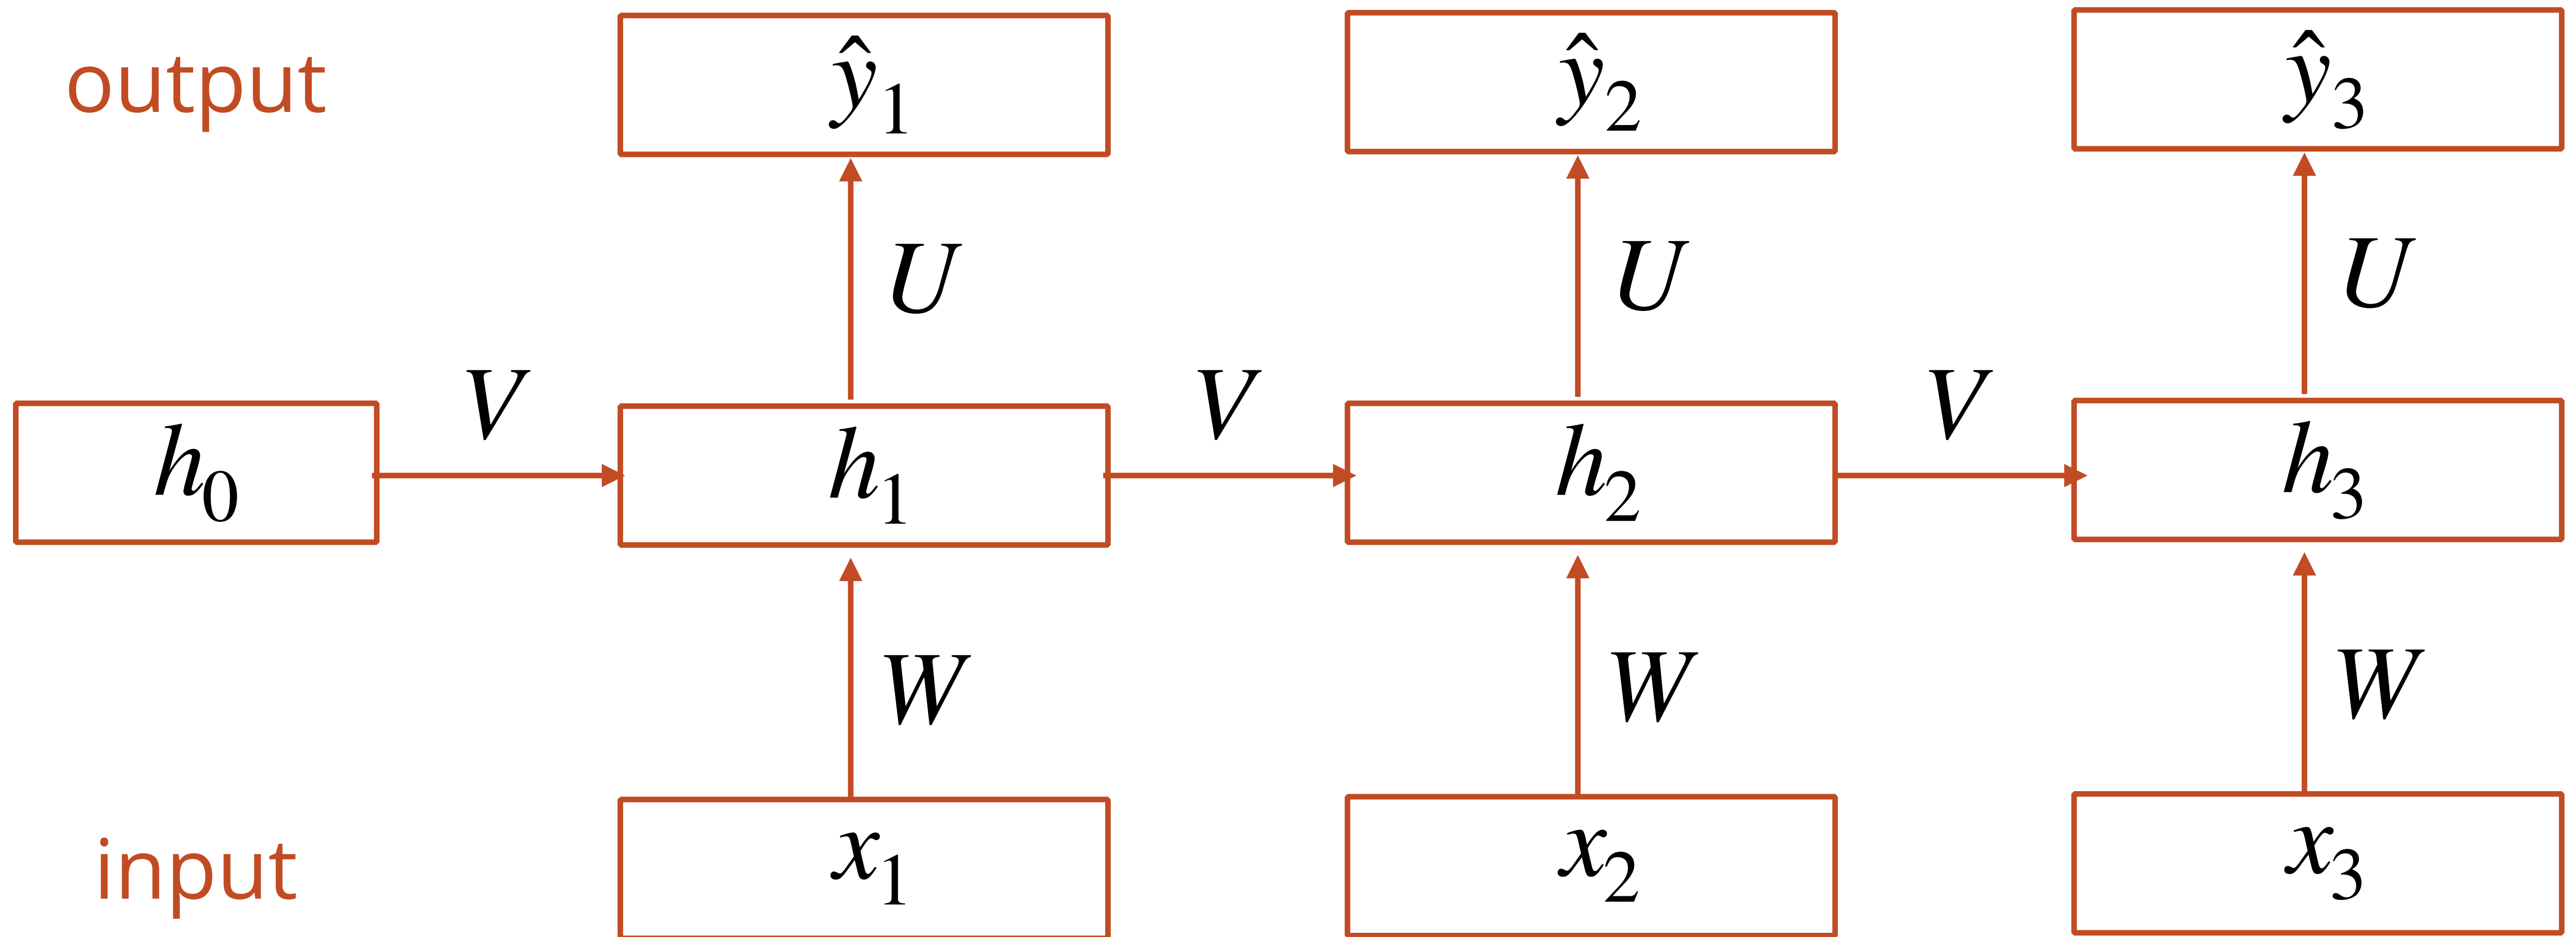 output ŷ₁ ŷ₂ ŷ₃
U U U
V V V
h₀ h₁ h₂ h₃
W W W
input x₁ x₂ x₃